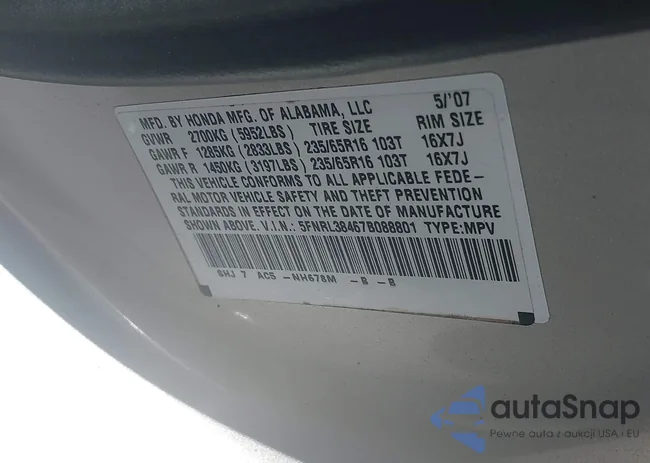 MFD. BY HONDA MFG. OF ALABAMA, LLC 5/'07
GVWR 2700KG (5952LBS) TIRE SIZE RIM SIZE
GAWR F 1285KG (2833LBS) 235/65R16 103T 16X7J
GAWR R 1450KG (3197LBS) 235/65R16 103T 16X7J
THIS VEHICLE CONFORMS TO ALL APPLICABLE FEDE-
RAL MOTOR VEHICLE SAFETY AND THEFT PREVENTION
STANDARDS IN EFFECT ON THE DATE OF MANUFACTURE
SHOWN ABOVE. V.I.N.: 5FNRL38467B088801 TYPE:MPV
SHJ 7 AC5 -NH678M -B -B
autaSnap
Pewne auta z aukcji USA i EU